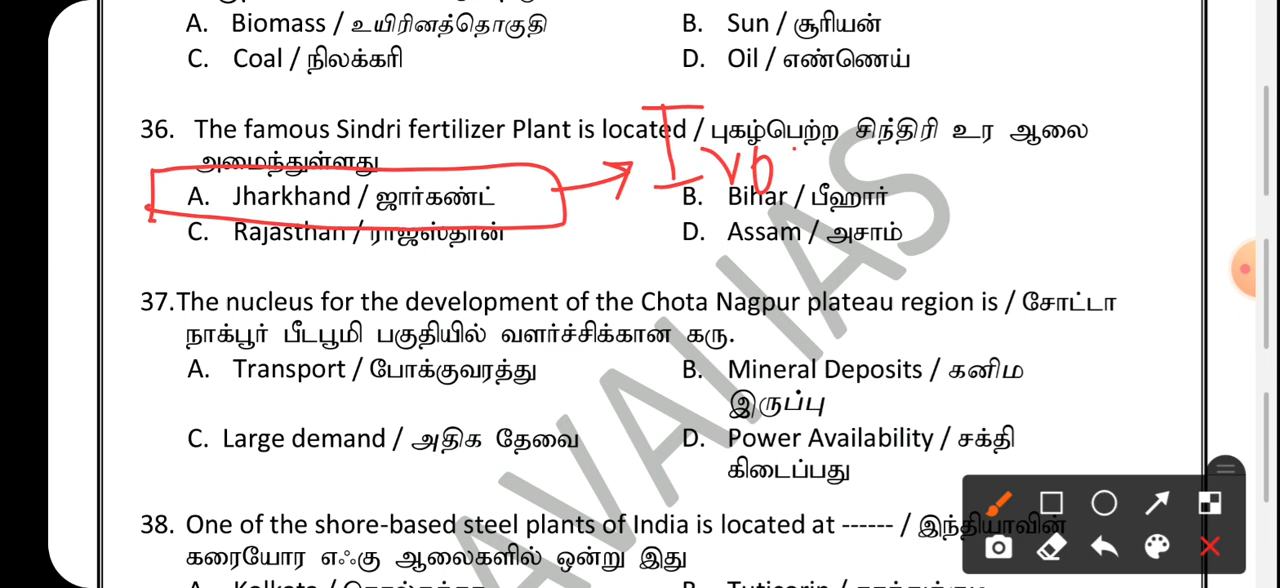 A. Biomass / உயிரினத்தொகுதி B. Sun / சூரியன்
C. Coal / நிலக்கரி D. Oil / எண்ணெய்
36. The famous Sindri fertilizer Plant is located / புகழ்பெற்ற சிந்திரி உர ஆலை
அமைந்துள்ளது
A. Jharkhand / ஜார்கண்ட் B. Bihar / பீஹார்
C. Rajasthan / ராஜஸ்தான் D. Assam / அசாம்
37.The nucleus for the development of the Chota Nagpur plateau region is / சோட்டா
நாக்பூர் பீடபூமி பகுதியில் வளர்ச்சிக்கான கரு.
A. Transport / போக்குவரத்து B. Mineral Deposits / கனிம
இருப்பு
C. Large demand / அதிக தேவை D. Power Availability / சக்தி
கிடைப்பது
38. One of the shore-based steel plants of India is located at ------ / இந்தியாவின்
கரையோர எஃகு ஆலைகளில் ஒன்று இது
AVAI IAS